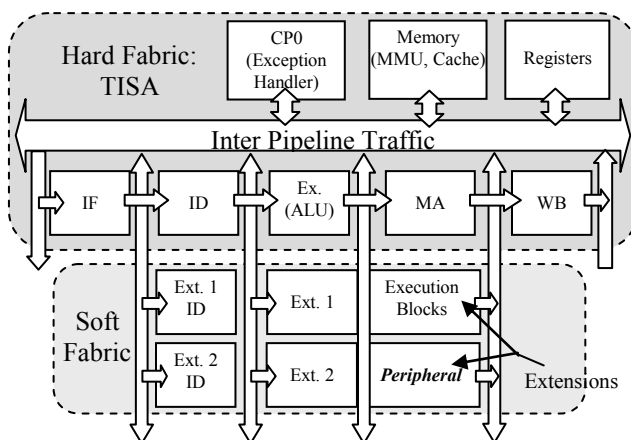 Hard Fabric:
TISA
CP0
(Exception
Handler)
Memory
(MMU, Cache)
Registers
Inter Pipeline Traffic
IF
ID
Ex.
(ALU)
MA
WB
Soft
Fabric
Ext. 1
ID
Ext. 1
Execution
Blocks
Ext. 2
ID
Ext. 2
Peripheral
Extensions